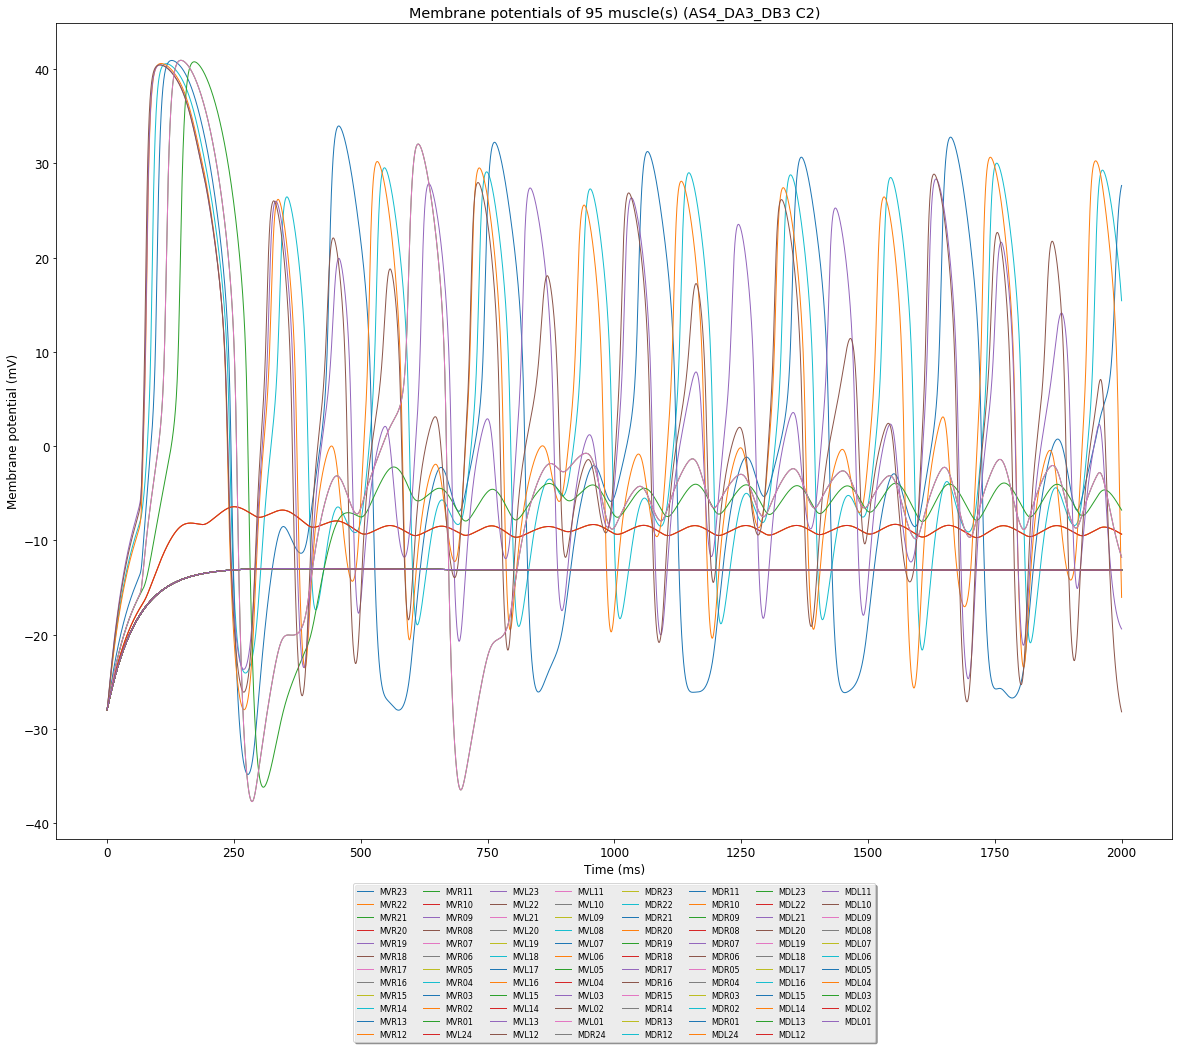 Membrane potentials of 95 muscle(s) (AS4_DA3_DB3 C2)
Membrane potential (mV)
40
30
20
10
0
−10
−20
−30
−40
0 250 500 750 1000 1250 1500 1750 2000
Time (ms)
MVR23 MVR11 MVL23 MVL11 MDR23 MDR11 MDL23 MDL11
MVR22 MVR10 MVL22 MVL10 MDR22 MDR10 MDL22 MDL10
MVR21 MVR09 MVL21 MVL09 MDR21 MDR09 MDL21 MDL09
MVR20 MVR08 MVL20 MVL08 MDR20 MDR08 MDL20 MDL08
MVR19 MVR07 MVL19 MVL07 MDR19 MDR07 MDL19 MDL07
MVR18 MVR06 MVL18 MVL06 MDR18 MDR06 MDL18 MDL06
MVR17 MVR05 MVL17 MVL05 MDR17 MDR05 MDL17 MDL05
MVR16 MVR04 MVL16 MVL04 MDR16 MDR04 MDL16 MDL04
MVR15 MVR03 MVL15 MVL03 MDR15 MDR03 MDL15 MDL03
MVR14 MVR02 MVL14 MVL02 MDR14 MDR02 MDL14 MDL02
MVR13 MVR01 MVL13 MVL01 MDR13 MDR01 MDL13 MDL01
MVR12 MVL24 MVL12 MDR24 MDR12 MDL24 MDL12